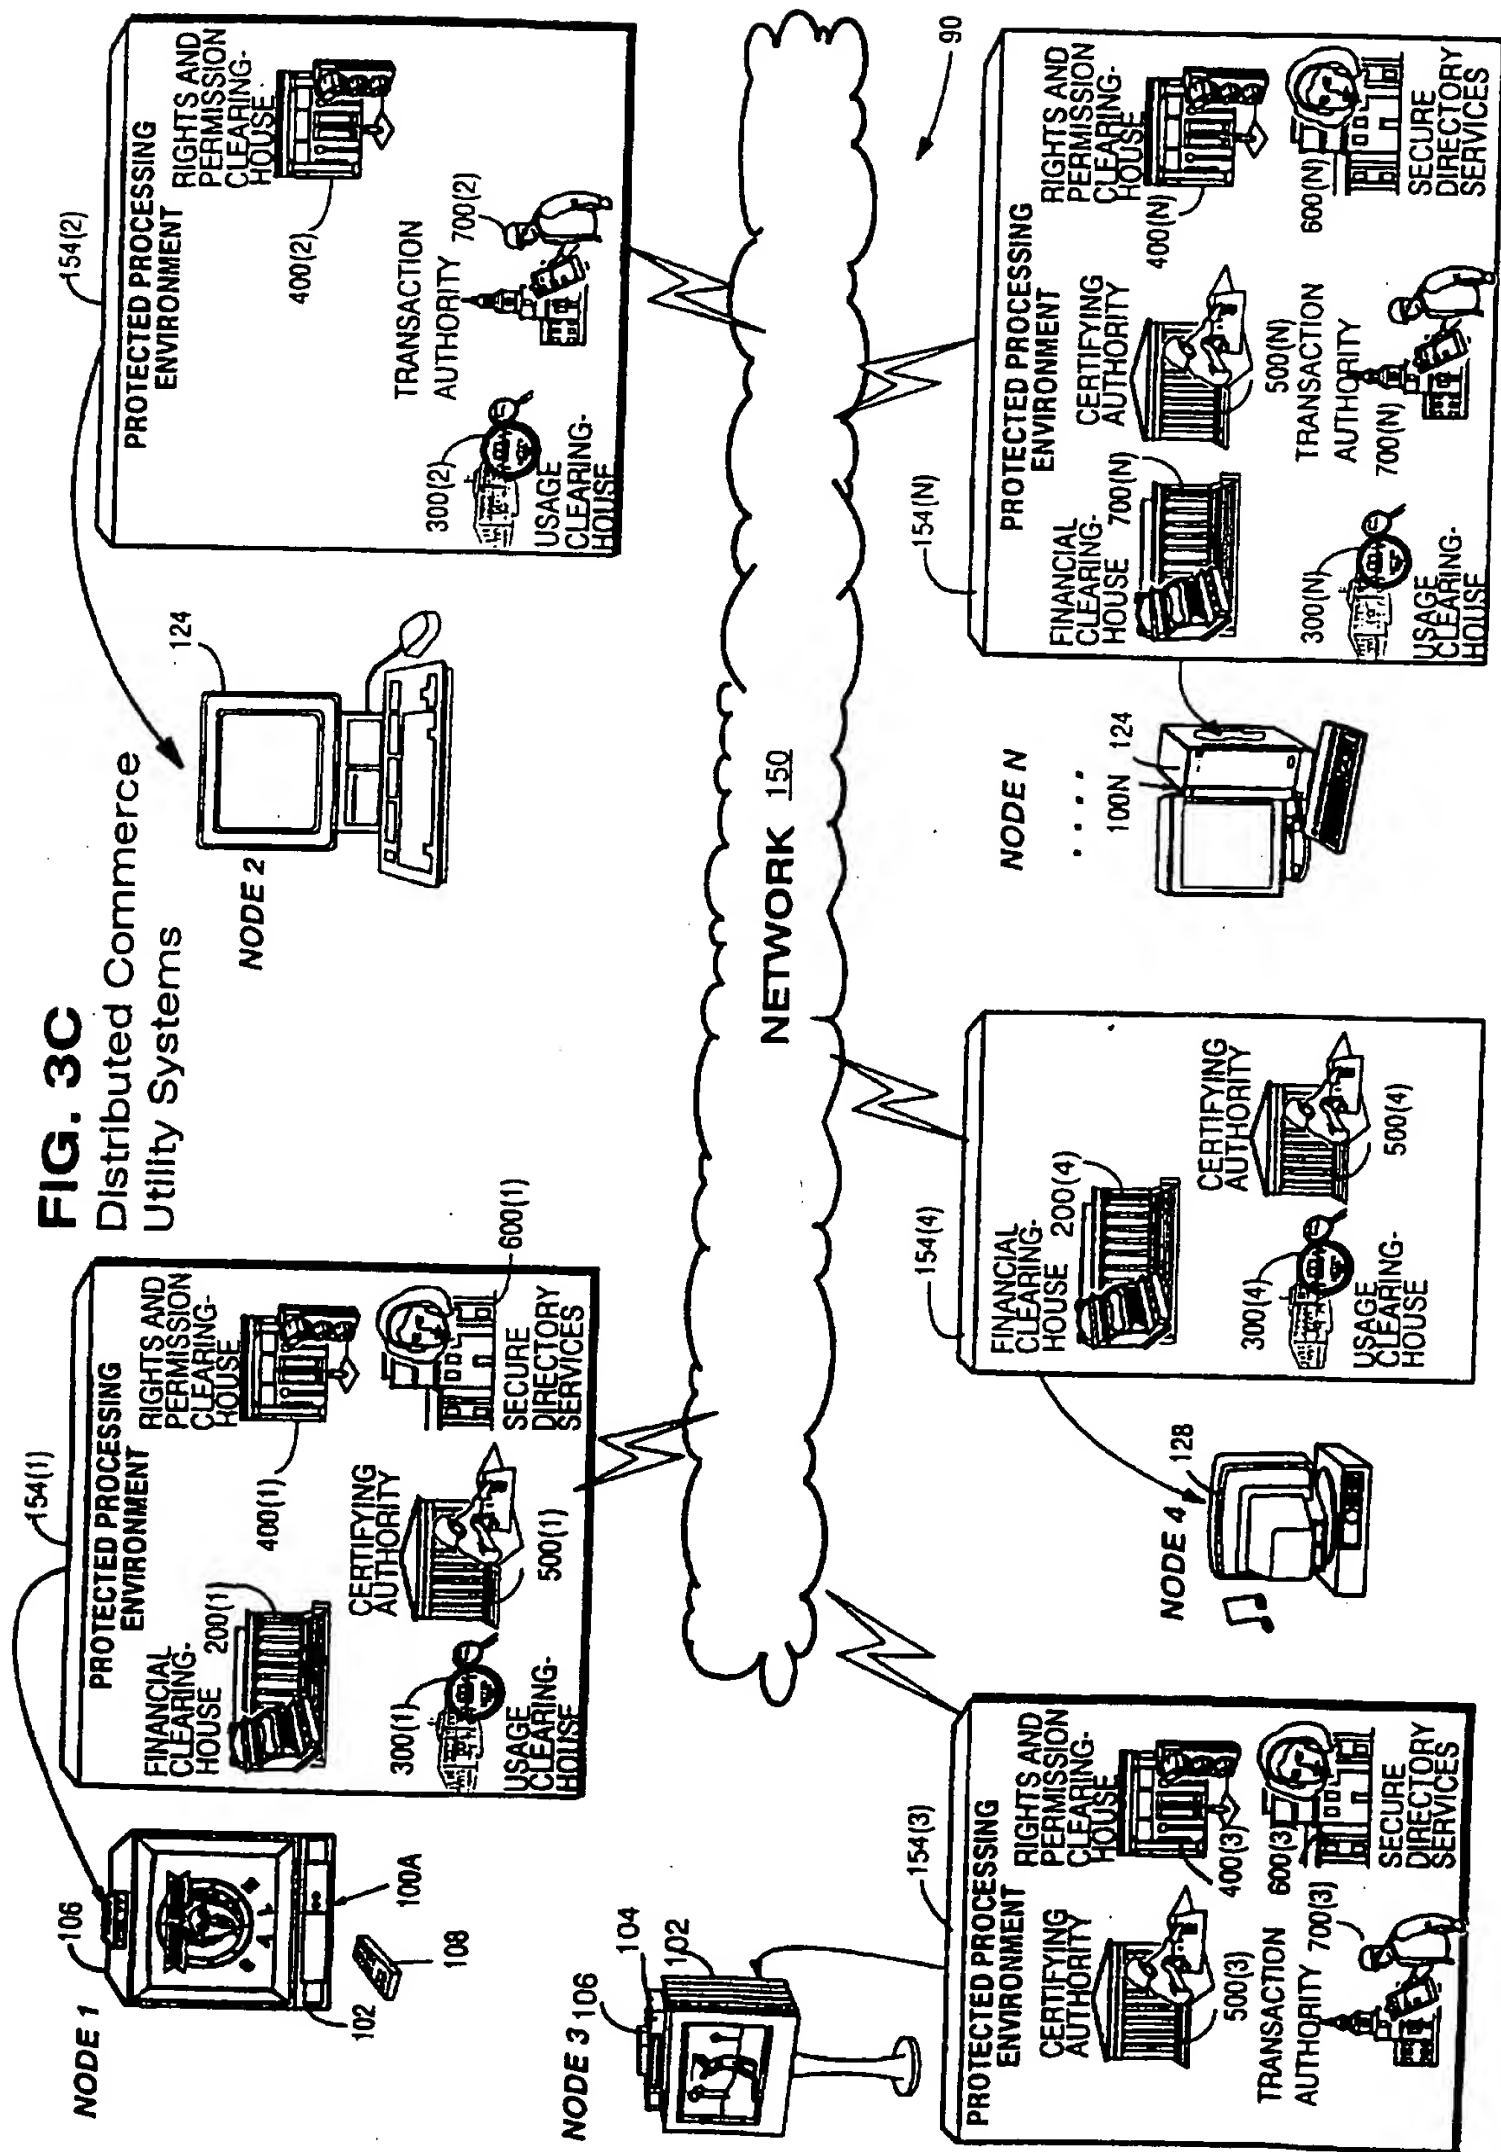 FIG. 3C
Distributed Commerce
Utility Systems
NODE 1
106
102
108
100A
154(1)
PROTECTED PROCESSING
ENVIRONMENT
FINANCIAL
CLEARING-
HOUSE 200(1)
RIGHTS AND
PERMISSION
CLEARING-
HOUSE
400(1)
300(1)
USAGE
CLEARING-
HOUSE
CERTIFYING
AUTHORITY
500(1)
600(1)
SECURE
DIRECTORY
SERVICES
NODE 2
124
154(2)
PROTECTED PROCESSING
ENVIRONMENT
RIGHTS AND
PERMISSION
CLEARING-
HOUSE
400(2)
TRANSACTION
AUTHORITY 700(2)
300(2)
USAGE
CLEARING-
HOUSE
NETWORK 150
90
NODE 3
106
104
102
154(3)
PROTECTED PROCESSING
ENVIRONMENT
CERTIFYING
AUTHORITY
500(3)
RIGHTS AND
PERMISSION
CLEARING-
HOUSE
400(3)
TRANSACTION
AUTHORITY 700(3)
600(3)
SECURE
DIRECTORY
SERVICES
NODE 4
128
154(4)
FINANCIAL
CLEARING-
HOUSE 200(4)
300(4)
USAGE
CLEARING-
HOUSE
CERTIFYING
AUTHORITY
500(4)
NODE N
. . . .
100N
124
154(N)
PROTECTED PROCESSING
ENVIRONMENT
FINANCIAL
CLEARING-
HOUSE 700(N)
CERTIFYING
AUTHORITY
500(N)
RIGHTS AND
PERMISSION
CLEARING-
HOUSE
400(N)
300(N)
USAGE
CLEARING-
HOUSE
TRANSACTION
AUTHORITY
700(N)
600(N)
SECURE
DIRECTORY
SERVICES